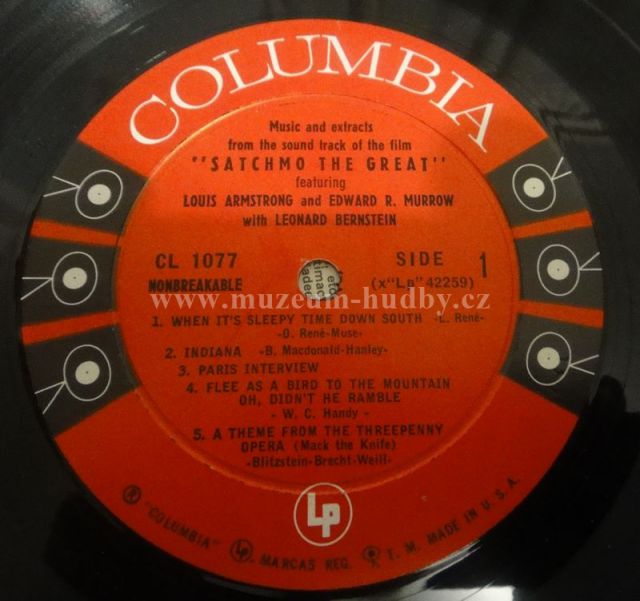 COLUMBIA
Music and extracts
from the sound track of the film
"SATCHMO THE GREAT"
featuring
LOUIS ARMSTRONG and EDWARD R. MURROW
with LEONARD BERNSTEIN
CL 1077
NONBREAKABLE
SIDE 1
(x"Lp"42259)
www.muzeum-hudby.cz
1. WHEN IT'S SLEEPY TIME DOWN SOUTH -L. René-
-O. René-Muse-
2. INDIANA -B. Macdonald-Hanley-
3. PARIS INTERVIEW
4. FLEE AS A BIRD TO THE MOUNTAIN
OH, DIDN'T HE RAMBLE
- W. C. Handy -
5. A THEME FROM THE THREEPENNY
OPERA (Mack the Knife)
-Blitzstein-Brecht-Weill-
Lp
® "COLUMBIA" Lp MARCAS REG. T. M. MADE IN U.S.A.